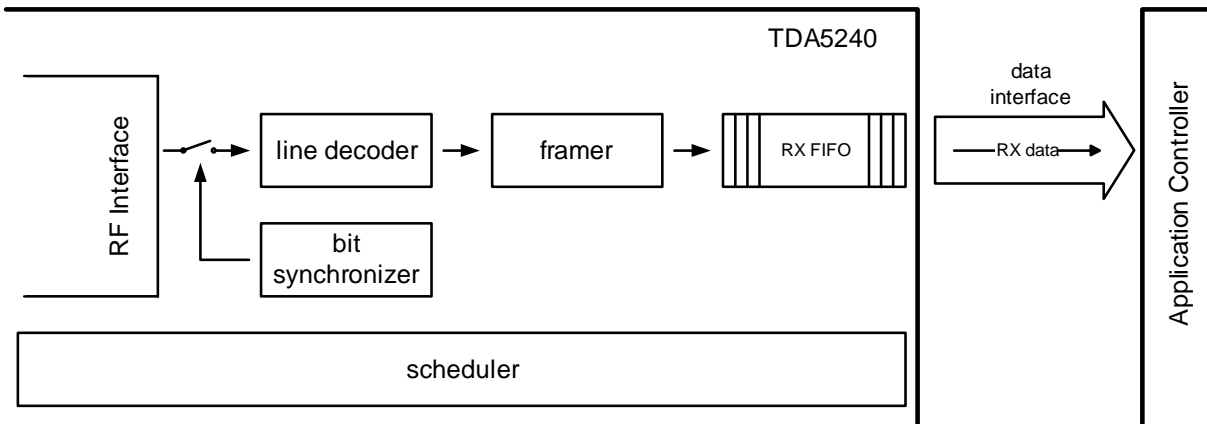 TDA5240
RF Interface
line decoder
framer
RX FIFO
data
interface
RX data
Application Controller
bit
synchronizer
scheduler